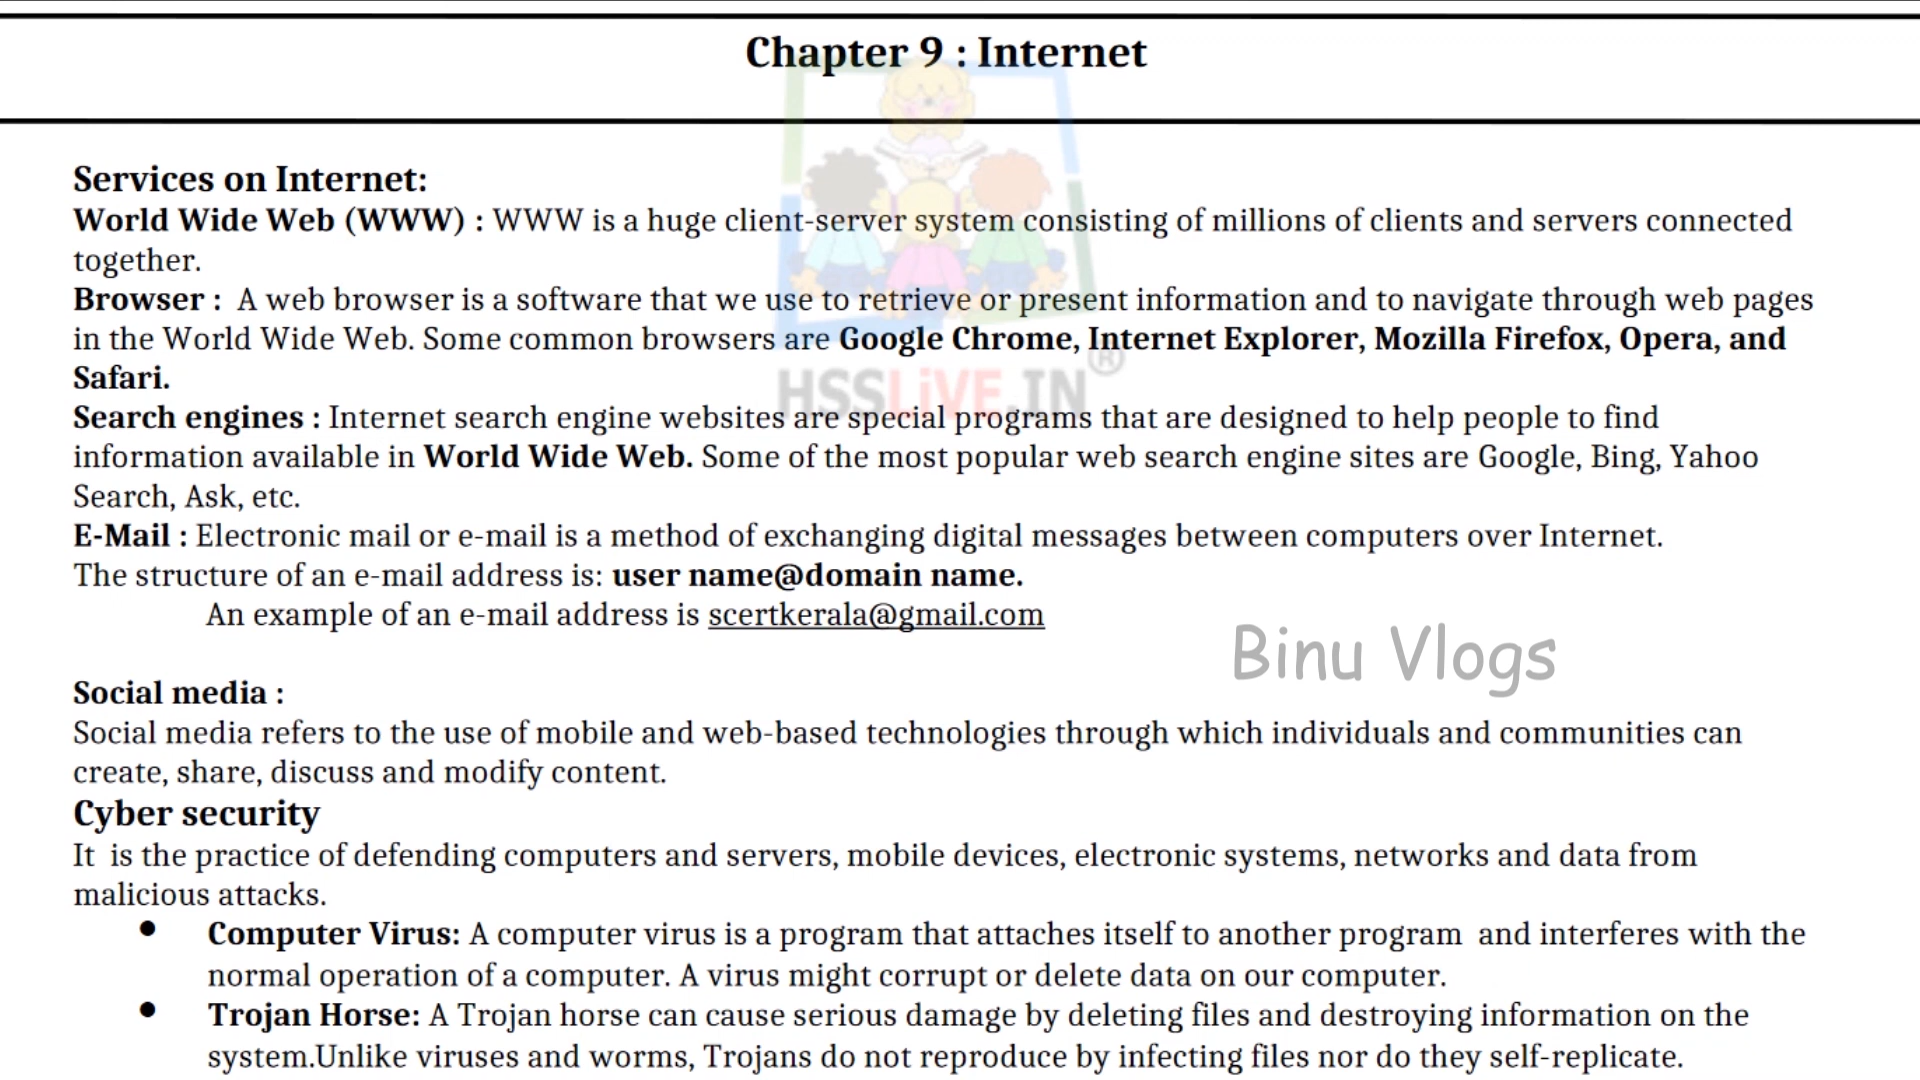 Chapter 9 : Internet
Services on Internet:
World Wide Web (WWW) : WWW is a huge client-server system consisting of millions of clients and servers connected
together.
Browser :  A web browser is a software that we use to retrieve or present information and to navigate through web pages
in the World Wide Web. Some common browsers are Google Chrome, Internet Explorer, Mozilla Firefox, Opera, and
Safari.
HSSLiVE.IN®
Search engines : Internet search engine websites are special programs that are designed to help people to find
information available in World Wide Web. Some of the most popular web search engine sites are Google, Bing, Yahoo
Search, Ask, etc.
E-Mail : Electronic mail or e-mail is a method of exchanging digital messages between computers over Internet.
The structure of an e-mail address is: user name@domain name.
An example of an e-mail address is scertkerala@gmail.com
Binu Vlogs
Social media :
Social media refers to the use of mobile and web-based technologies through which individuals and communities can
create, share, discuss and modify content.
Cyber security
It  is the practice of defending computers and servers, mobile devices, electronic systems, networks and data from
malicious attacks.
• Computer Virus: A computer virus is a program that attaches itself to another program  and interferes with the
normal operation of a computer. A virus might corrupt or delete data on our computer.
• Trojan Horse: A Trojan horse can cause serious damage by deleting files and destroying information on the
system.Unlike viruses and worms, Trojans do not reproduce by infecting files nor do they self-replicate.